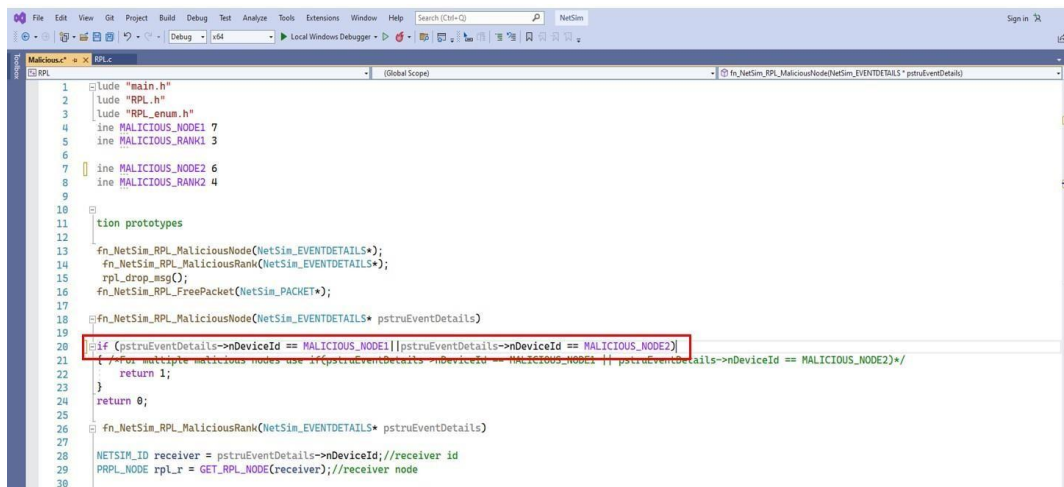 File Edit View Git Project Build Debug Test Analyze Tools Extensions Window Help Search (Ctrl+Q) NetSim Sign in
Debug x64 Local Windows Debugger
Toolbox
Malicious.c* RPL.c
RPL (Global Scope) fn_NetSim_RPL_MaliciousNode(NetSim_EVENTDETAILS * pstruEventDetails)
1 lude "main.h"
2 lude "RPL.h"
3 lude "RPL_enum.h"
4 ine MALICIOUS_NODE1 7
5 ine MALICIOUS_RANK1 3
6
7 ine MALICIOUS_NODE2 6
8 ine MALICIOUS_RANK2 4
9
10
11 tion prototypes
12
13 fn_NetSim_RPL_MaliciousNode(NetSim_EVENTDETAILS*);
14 fn_NetSim_RPL_MaliciousRank(NetSim_EVENTDETAILS*);
15 rpl_drop_msg();
16 fn_NetSim_RPL_FreePacket(NetSim_PACKET*);
17
18 fn_NetSim_RPL_MaliciousNode(NetSim_EVENTDETAILS* pstruEventDetails)
19
20 if (pstruEventDetails->nDeviceId == MALICIOUS_NODE1||pstruEventDetails->nDeviceId == MALICIOUS_NODE2)
21 { /*For multiple malicious nodes use if(pstruEventDetails->nDeviceId == MALICIOUS_NODE1 || pstruEventDetails->nDeviceId == MALICIOUS_NODE2)*/
22 return 1;
23 }
24 return 0;
25
26 fn_NetSim_RPL_MaliciousRank(NetSim_EVENTDETAILS* pstruEventDetails)
27
28 NETSIM_ID receiver = pstruEventDetails->nDeviceId;//receiver id
29 PRPL_NODE rpl_r = GET_RPL_NODE(receiver);//receiver node
30